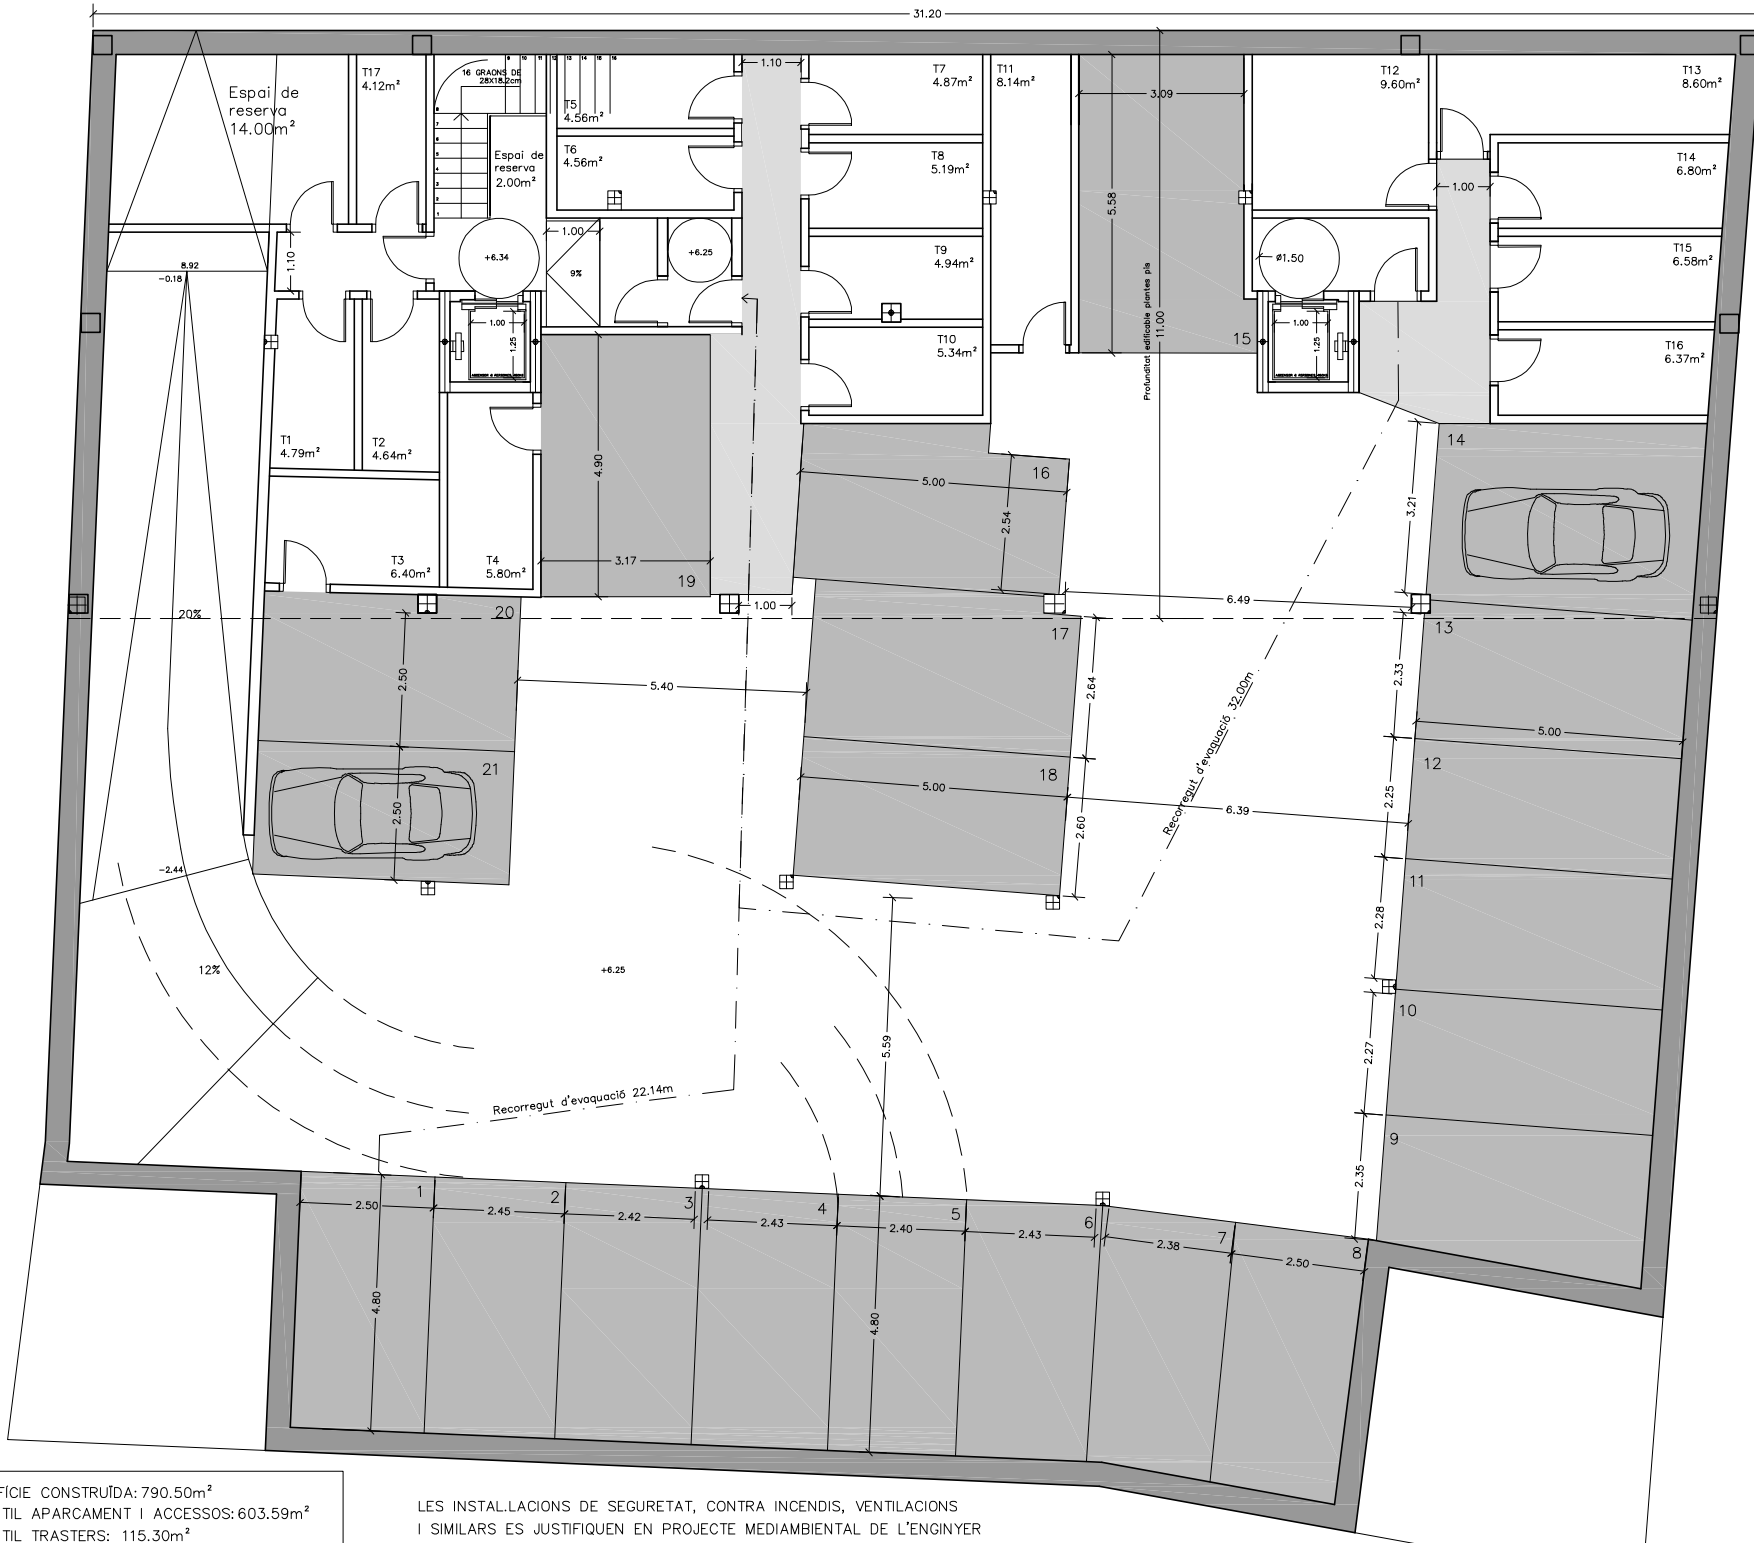 31.20
Espai de
reserva
14.00m²
T17
4.12m²
16 GRAONS DE
28X18.2cm
T5
4.56m²
T6
4.56m²
Espai de
reserva
2.00m²
1.10
T7
4.87m²
T8
5.19m²
T9
4.94m²
T10
5.34m²
T11
8.14m²
3.09
5.58
Profunditat edificable plantes pis
11.00
T12
9.60m²
T13
8.60m²
T14
6.80m²
T15
6.58m²
T16
6.37m²
1.00
8.92
-0.18
1.10
+6.34
1.00
9%
+6.25
Ø1.50
1.00
1.25
1.00
1.25
15
T1
4.79m²
T2
4.64m²
T3
6.40m²
T4
5.80m²
4.90
3.17
19
1.00
5.00
16
2.54
14
3.21
20%
20
2.50
5.40
17
2.64
6.49
13
2.33
5.00
21
2.50
18
5.00
2.60
6.39
12
2.25
Recorregut d'evaquació 32.00m
-2.44
12%
+6.25
5.59
11
2.28
10
2.27
9
2.35
Recorregut d'evaquació 22.14m
1
2.50
2
2.45
3
2.42
4
2.43
5
2.40
6
2.43
7
2.38
8
2.50
4.80
4.80
FÍCIE CONSTRUÏDA: 790.50m²
TIL APARCAMENT I ACCESSOS: 603.59m²
TIL TRASTERS: 115.30m²
LES INSTAL.LACIONS DE SEGURETAT, CONTRA INCENDIS, VENTILACIONS
I SIMILARS ES JUSTIFIQUEN EN PROJECTE MEDIAMBIENTAL DE L'ENGINYER